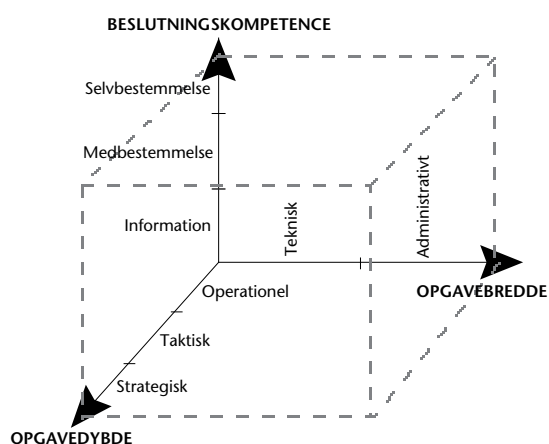 BESLUTNINGSKOMPETENCE
Selvbestemmelse
Medbestemmelse
Information
Teknisk
Administrativt
Operationel
OPGAVEBREDDE
Taktisk
Strategisk
OPGAVEDYBDE